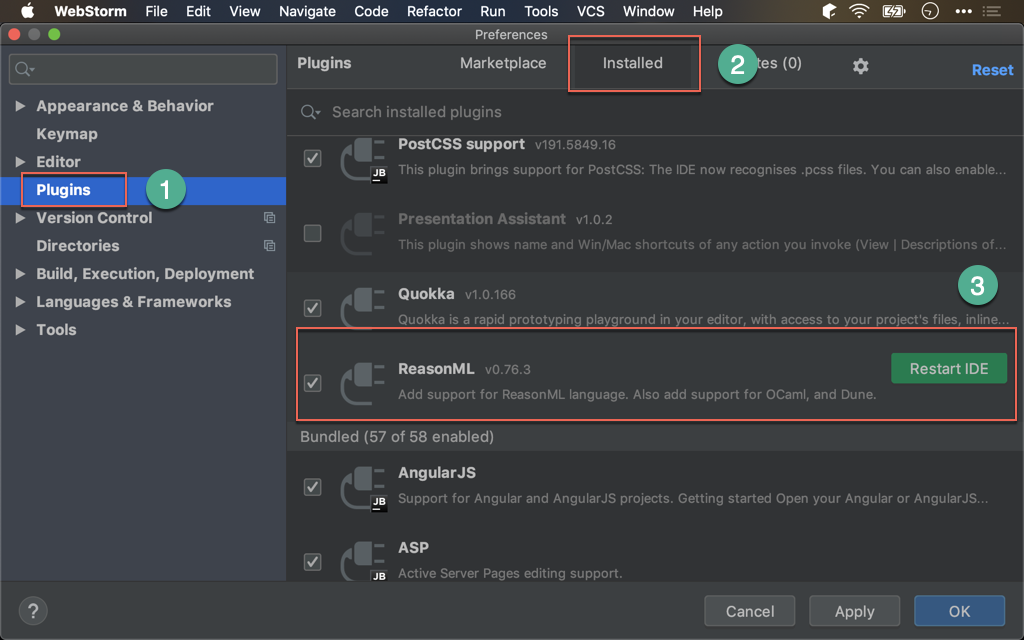 WebStorm File Edit View Navigate Code Refactor Run Tools VCS Window Help
Preferences
Plugins Marketplace Installed 2 tes (0) Reset
Appearance & Behavior
Keymap
Editor
Plugins 1
Version Control
Directories
Build, Execution, Deployment
Languages & Frameworks
Tools
Search installed plugins
PostCSS support v191.5849.16
JB
This plugin brings support for PostCSS: The IDE now recognises .pcss files. You can also enable...
Presentation Assistant v1.0.2
This plugin shows name and Win/Mac shortcuts of any action you invoke (View | Descriptions of...
3
Quokka v1.0.166
Quokka is a rapid prototyping playground in your editor, with access to your project's files, inline...
ReasonML v0.76.3 Restart IDE
Add support for ReasonML language. Also add support for OCaml, and Dune.
Bundled (57 of 58 enabled)
AngularJS
JB
Support for Angular and AngularJS projects. Getting started Open your Angular or AngularJS...
ASP
JB
Active Server Pages editing support.
? Cancel Apply OK